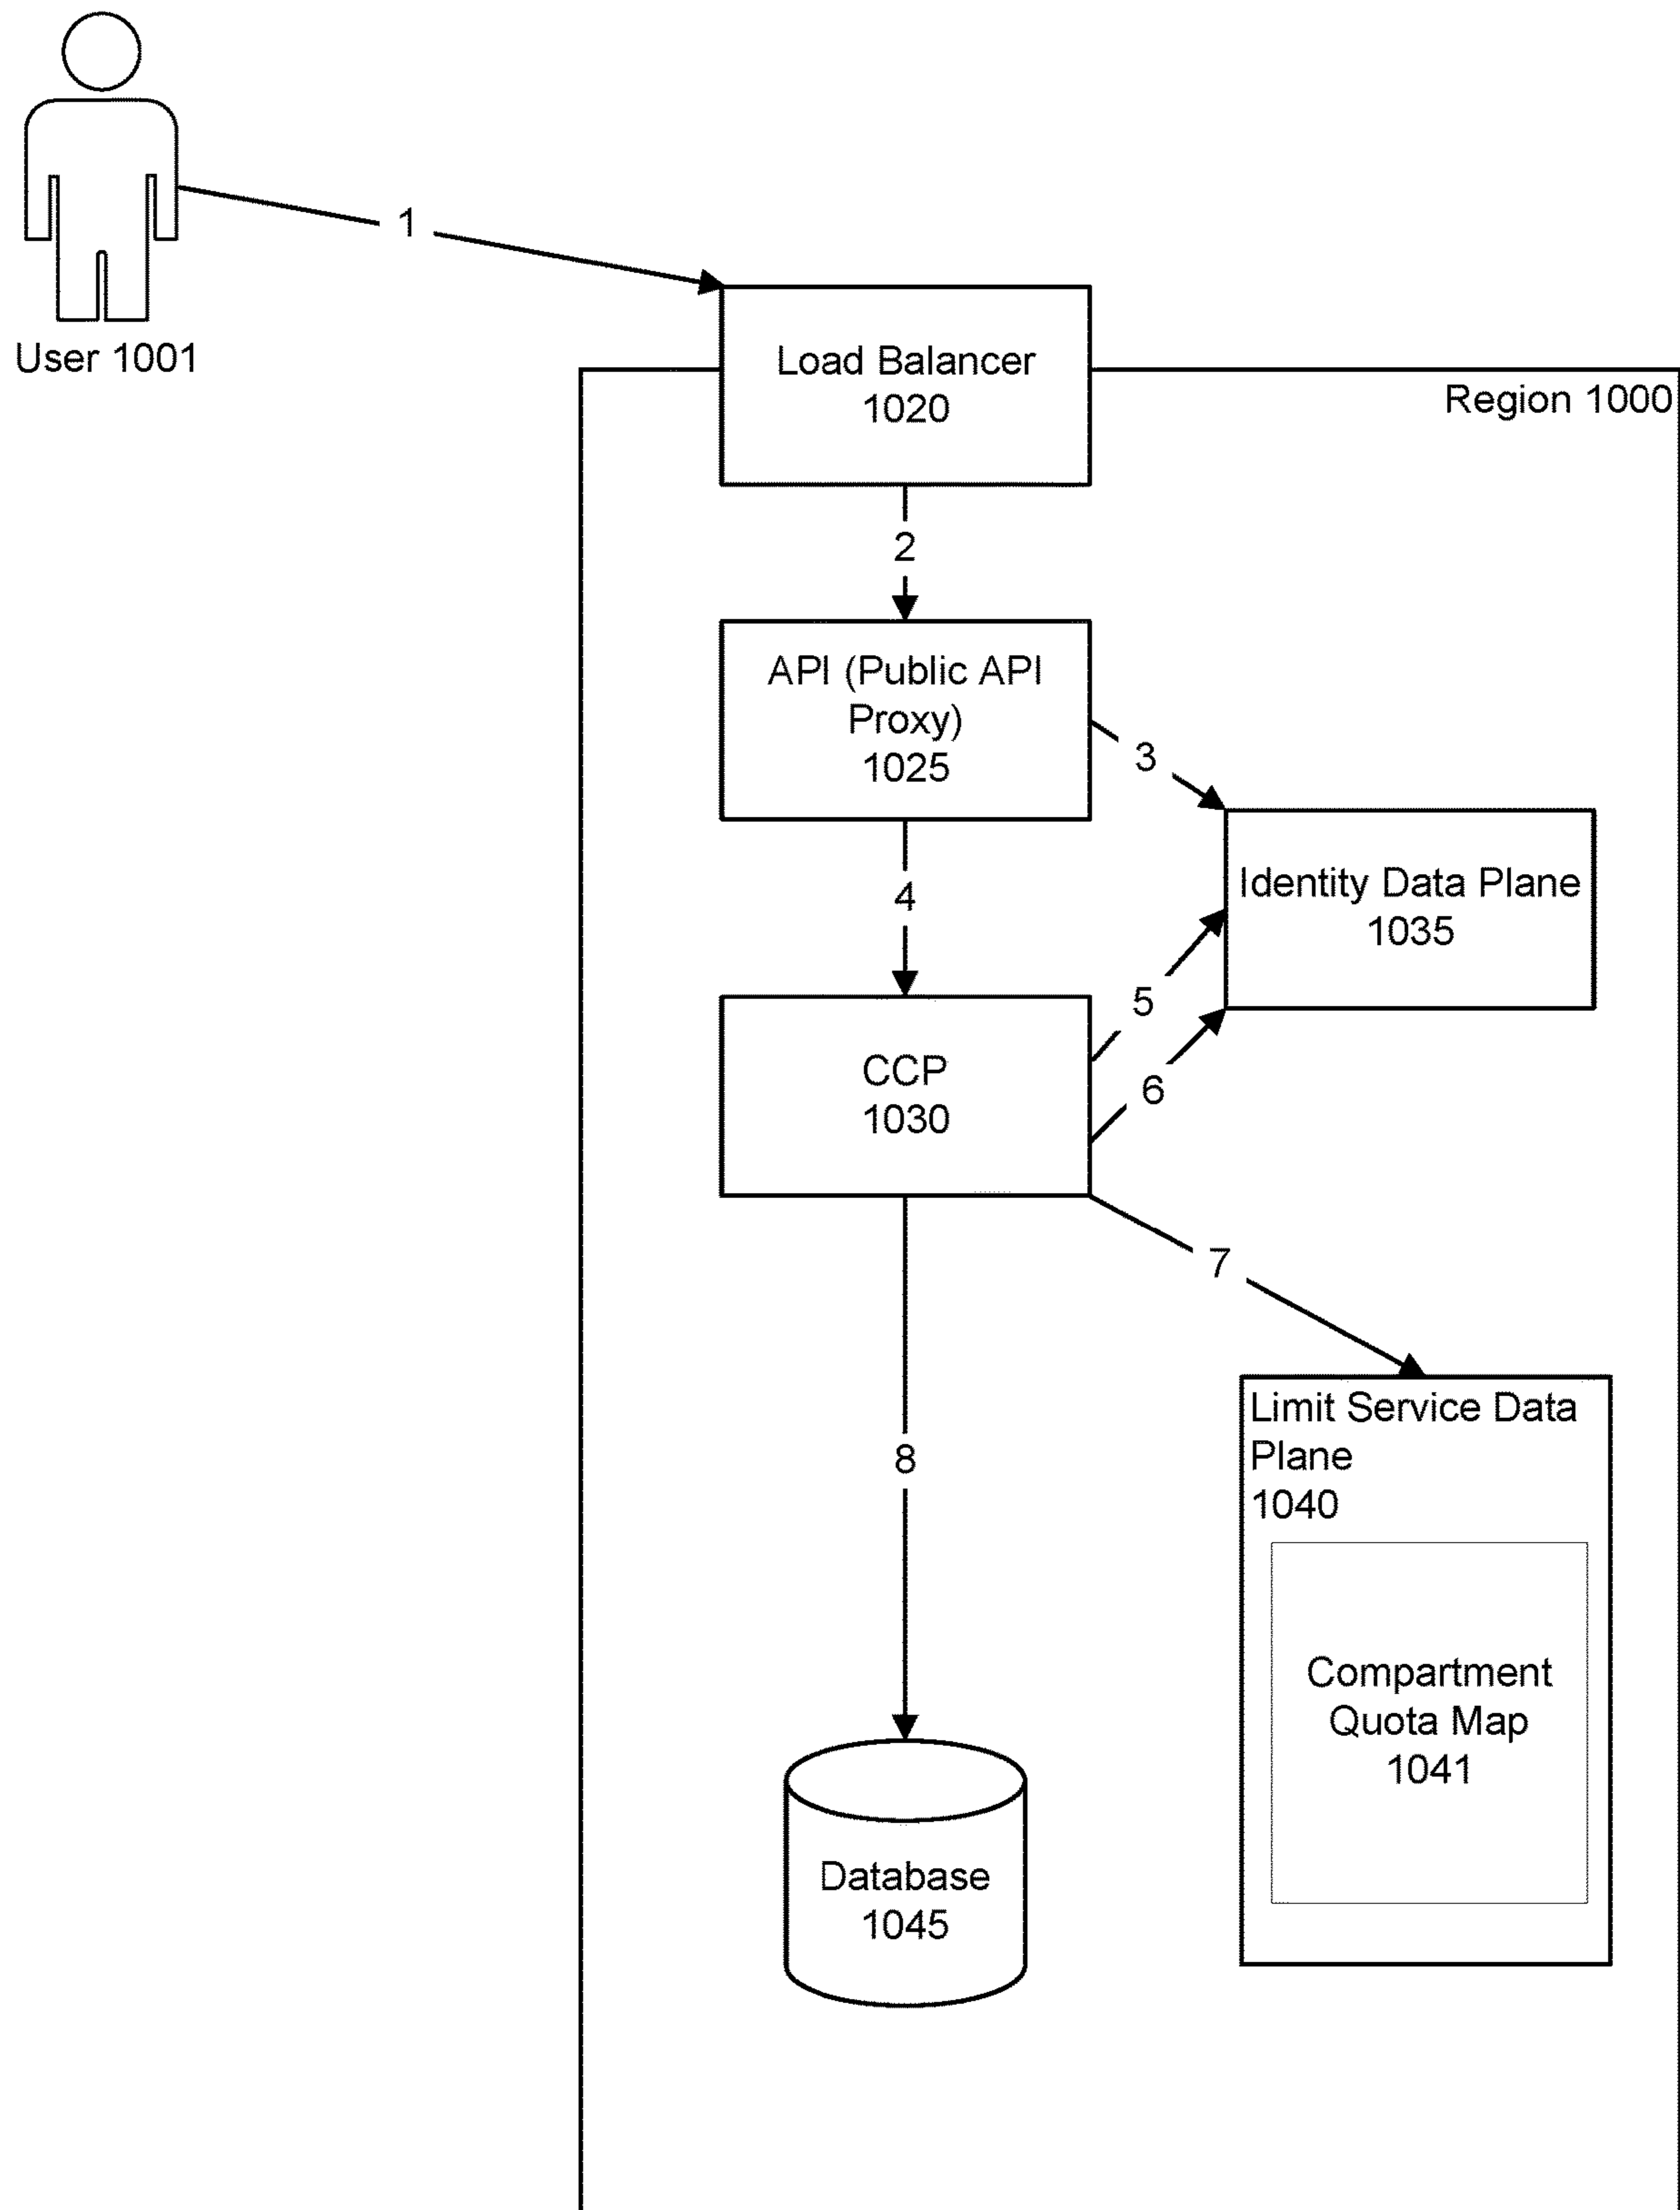 User 1001
1
Load Balancer
1020
Region 1000
2
API (Public API
Proxy)
1025
3
4
Identity Data Plane
1035
5
CCP
1030
6
7
8
Limit Service Data
Plane
1040
Compartment
Quota Map
1041
Database
1045